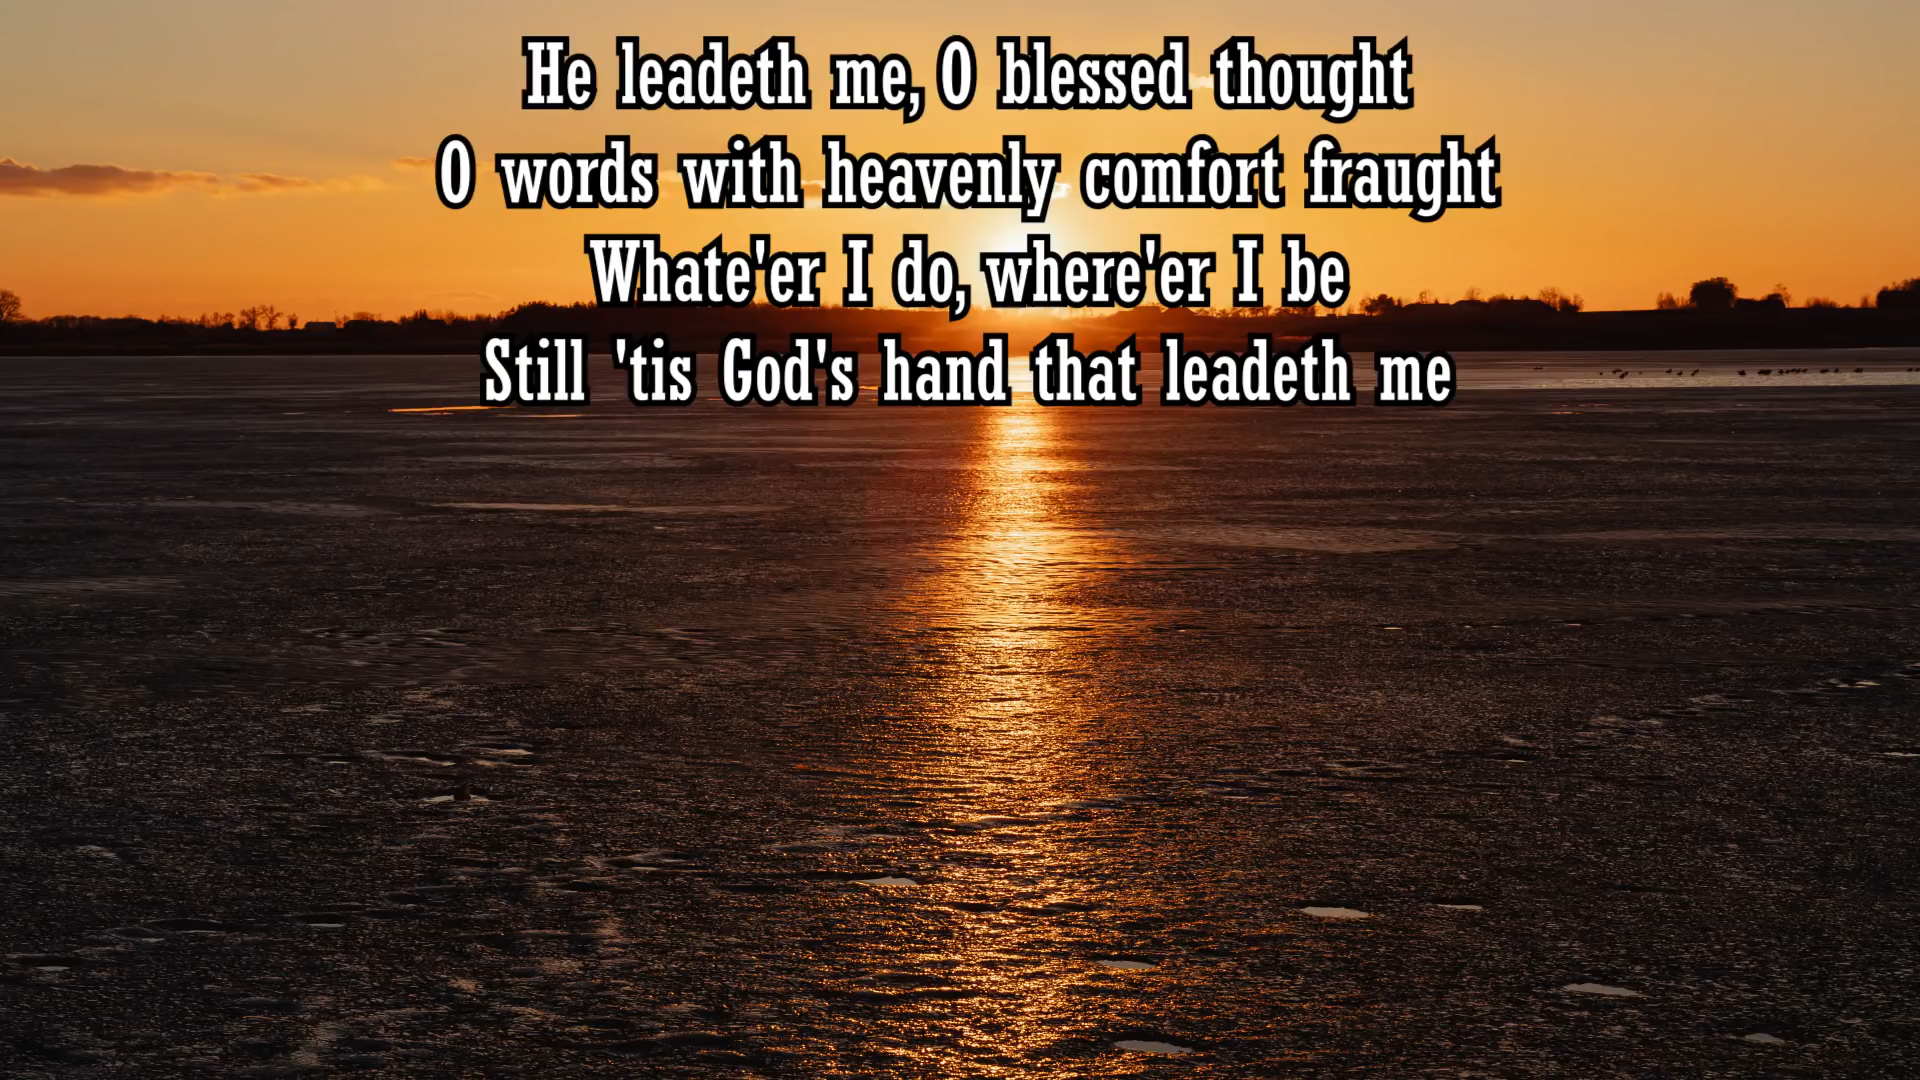 He leadeth me, O blessed thought
O words with heavenly comfort fraught
Whate'er I do, where'er I be
Still 'tis God's hand that leadeth me